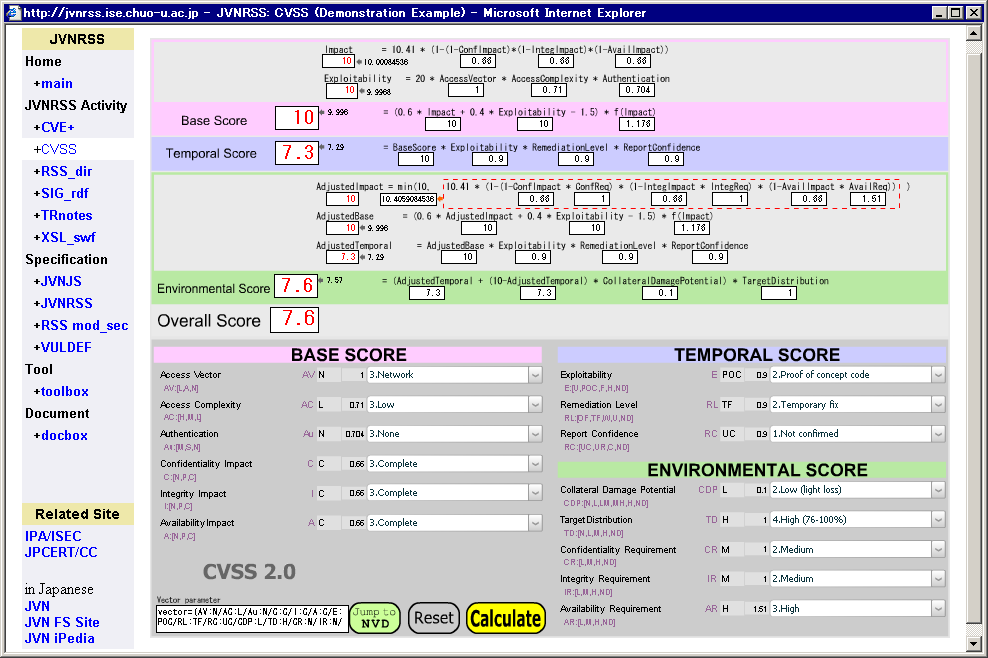 http://jvnrss.ise.chuo-u.ac.jp - JVNRSS: CVSS (Demonstration Example) - Microsoft Internet Explorer
JVNRSS
Home
+main
JVNRSS Activity
+CVE+
+CVSS
+RSS_dir
+SIG_rdf
+TRnotes
+XSL_swf
Specification
+JVNJS
+JVNRSS
+RSS mod_sec
+VULDEF
Tool
+toolbox
Document
+docbox
Related Site
IPA/ISEC
JPCERT/CC
in Japanese
JVN
JVN FS Site
JVN iPedia
Impact = 10.41 * (1-(1-ConfImpact)*(1-IntegImpact)*(1-AvailImpact))
10 10.00084536 0.66 0.66 0.66
Exploitability = 20 * AccessVector * AccessComplexity * Authentication
10 9.9968 1 0.71 0.704
Base Score 10 9.996 = (0.6 * Impact + 0.4 * Exploitability - 1.5) * f(Impact)
10 10 1.176
Temporal Score 7.3 7.29 = BaseScore * Exploitability * RemediationLevel * ReportConfidence
10 0.9 0.9 0.9
AdjustedImpact = min(10, 10.41 * (1-(1-ConfImpact * ConfReq) * (1-IntegImpact * IntegReq) * (1-AvailImpact * AvailReq)) )
10 10.4059084536 0.66 1 0.66 1 0.66 1.51
AdjustedBase = (0.6 * AdjustedImpact + 0.4 * Exploitability - 1.5) * f(Impact)
10 9.996 10 10 1.176
AdjustedTemporal = AdjustedBase * Exploitability * RemediationLevel * ReportConfidence
7.3 7.29 10 0.9 0.9 0.9
Environmental Score 7.6 7.57 = (AdjustedTemporal + (10-AdjustedTemporal) * CollateralDamagePotential) * TargetDistribution
7.3 7.3 0.1 1
Overall Score 7.6
BASE SCORE
Access Vector AV N 1 3.Network
AV:[L,A,N]
Access Complexity AC L 0.71 3.Low
AC:[H,M,L]
Authentication Au N 0.704 3.None
Au:[M,S,N]
Confidentiality Impact C C 0.66 3.Complete
C:[N,P,C]
Integrity Impact I C 0.66 3.Complete
I:[N,P,C]
Availability Impact A C 0.66 3.Complete
A:[N,P,C]
CVSS 2.0
Vector parameter
vector=(AV:N/AC:L/Au:N/C:C/I:C/A:C/E:
POC/RL:TF/RC:UC/CDP:L/TD:H/CR:N/IR:N/
Jump to
NVD
Reset
Calculate
TEMPORAL SCORE
Exploitability E POC 0.9 2.Proof of concept code
E:[U,POC,F,H,ND]
Remediation Level RL TF 0.9 2.Temporary fix
RL:[OF,TF,W,U,ND]
Report Confidence RC UC 0.9 1.Not confirmed
RC:[UC,UR,C,ND]
ENVIRONMENTAL SCORE
Collateral Damage Potential CDP L 0.1 2.Low (light loss)
CDP:[N,L,LM,MH,H,ND]
Target Distribution TD H 1 4.High (76-100%)
TD:[N,L,M,H,ND]
Confidentiality Requirement CR M 1 2.Medium
CR:[L,M,H,ND]
Integrity Requirement IR M 1 2.Medium
IR:[L,M,H,ND]
Availability Requirement AR H 1.51 3.High
AR:[L,M,H,ND]